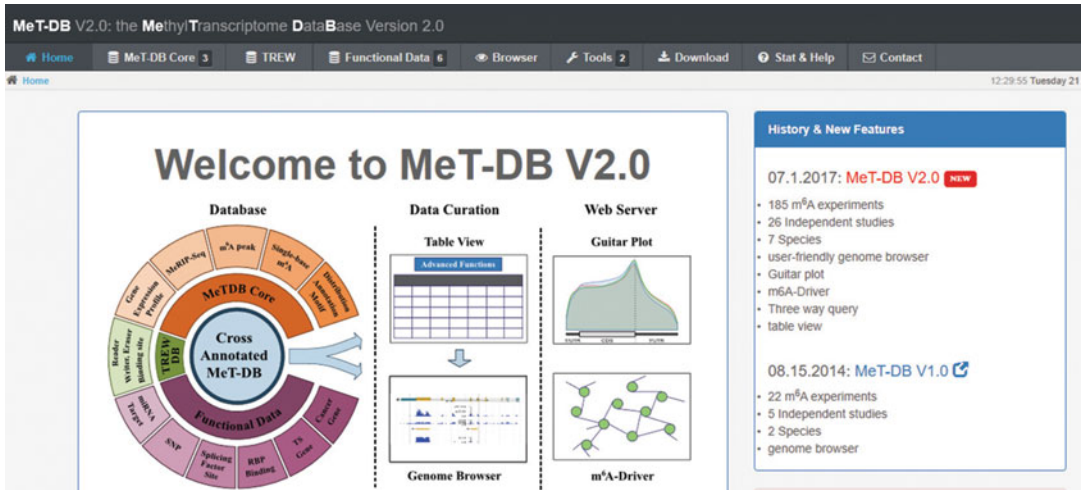 MeT-DB V2.0: the MethylTranscriptome DataBase Version 2.0
Home
MeT-DB Core 3
TREW
Functional Data 6
Browser
Tools 2
Download
Stat & Help
Contact
Home
12:29:55 Tuesday 21
Welcome to MeT-DB V2.0
Database
Gene
Expression
Profile
MeRIP-Seq
m⁶A peak
Single-base
m⁶A
Distribution
Annotation
Motif
MeTDB Core
Reader
Writer, Eraser
Binding site
TREW
DB
Cross
Annotated
MeT-DB
Functional Data
miRNA
Target
SNP
Splicing
Factor
Site
RBP
Binding
TS
Gene
Cancer
Gene
Data Curation
Table View
Advanced Functions
Genome Browser
Web Server
Guitar Plot
CDS
m⁶A-Driver
History & New Features
07.1.2017: MeT-DB V2.0 NEW
• 185 m⁶A experiments
• 26 Independent studies
• 7 Species
• user-friendly genome browser
• Guitar plot
• m6A-Driver
• Three way query
• table view
08.15.2014: MeT-DB V1.0
• 22 m⁶A experiments
• 5 Independent studies
• 2 Species
• genome browser